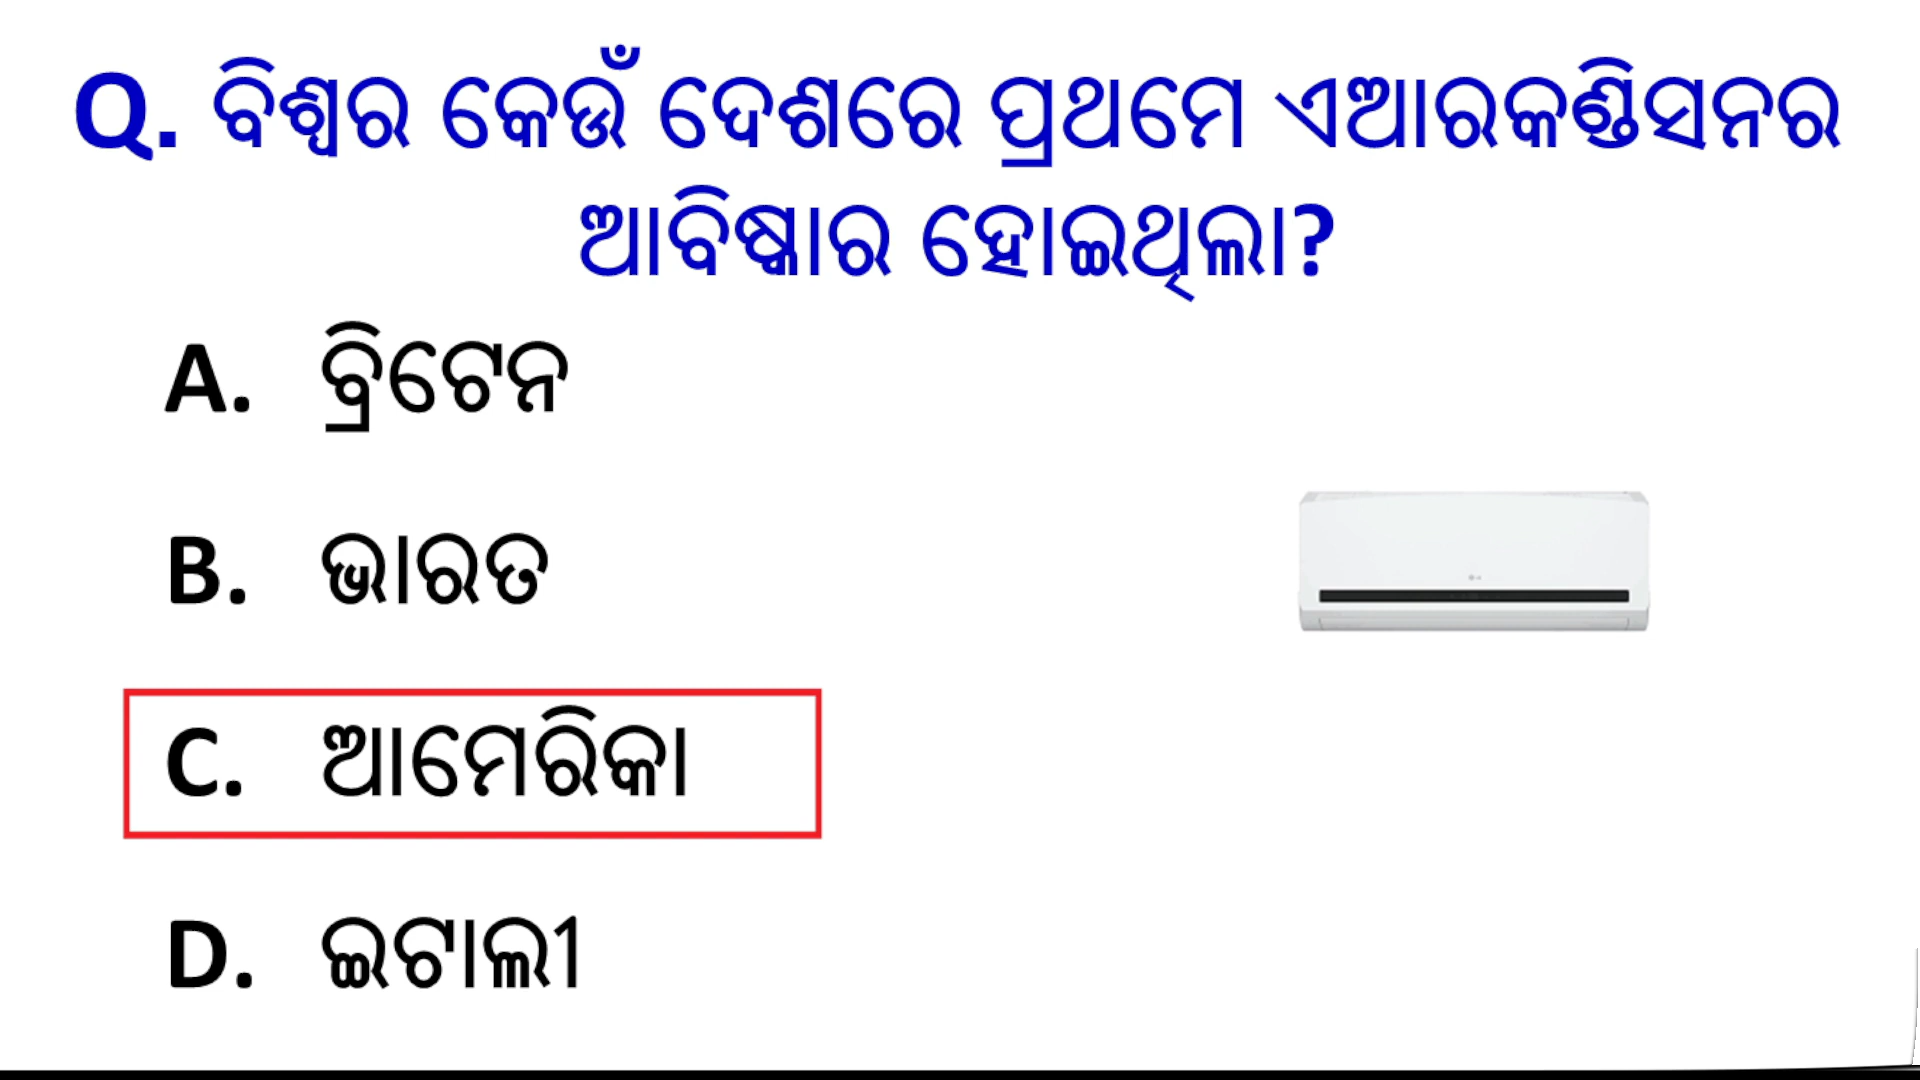 Q. ବିଶ୍ୱର କେଉଁ ଦେଶରେ ପ୍ରଥମେ ଏଆରକଣ୍ଡିସନର
ଆବିଷ୍କାର ହୋଇଥିଲା?
A. ବ୍ରିଟେନ
B. ଭାରତ
C. ଆମେରିକା
D. ଇଟାଲୀ